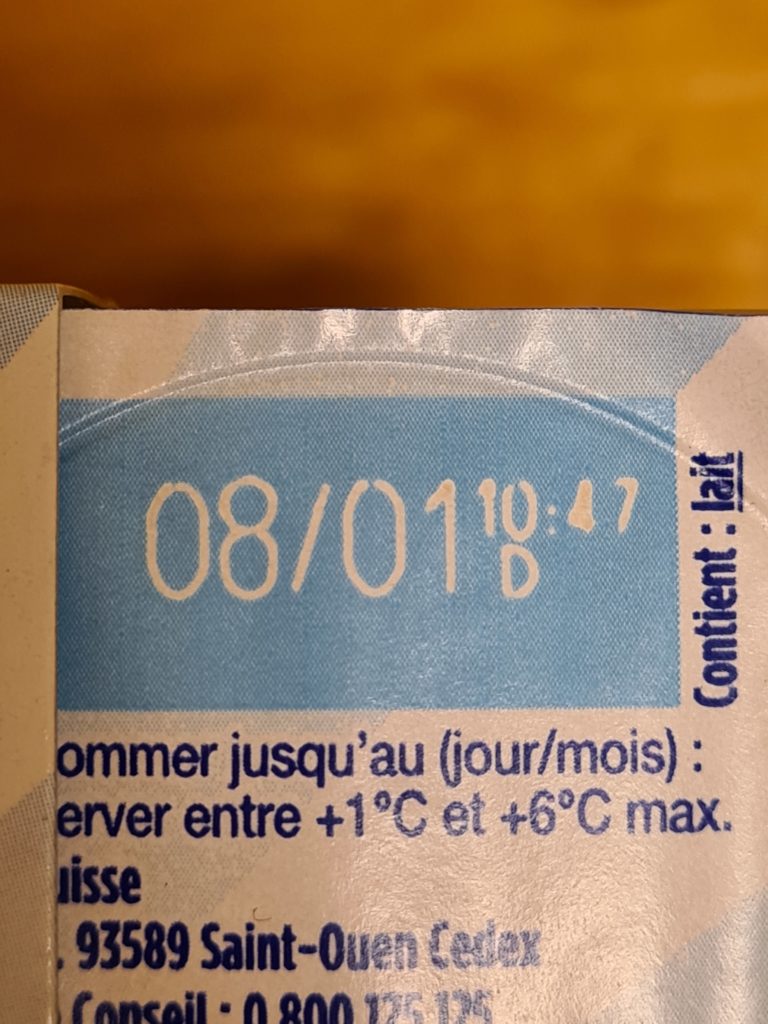 08/01 10:47
D
Contient : lait
ommer jusqu'au (jour/mois) :
erver entre +1°C et +6°C max.
uisse
. 93589 Saint-Ouen Cedex
Conseil : 0 800 125 125